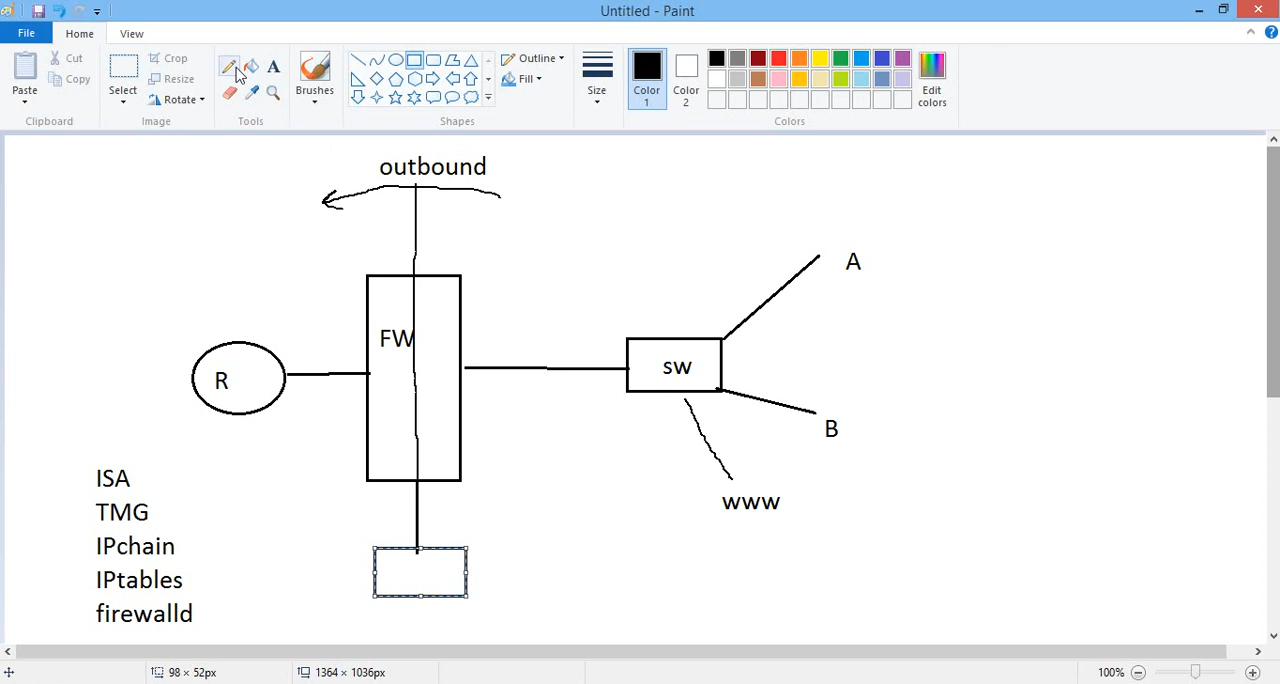 Untitled - Paint
File
Home
View
Paste
Cut
Copy
Clipboard
Select
Crop
Resize
Rotate
Image
A
Tools
Brushes
Outline
Fill
Shapes
Size
Color 1
Color 2
Edit colors
Colors
outbound
A
FW
sw
R
B
ISA
www
TMG
IPchain
IPtables
firewalld
98 × 52px
1364 × 1036px
100%